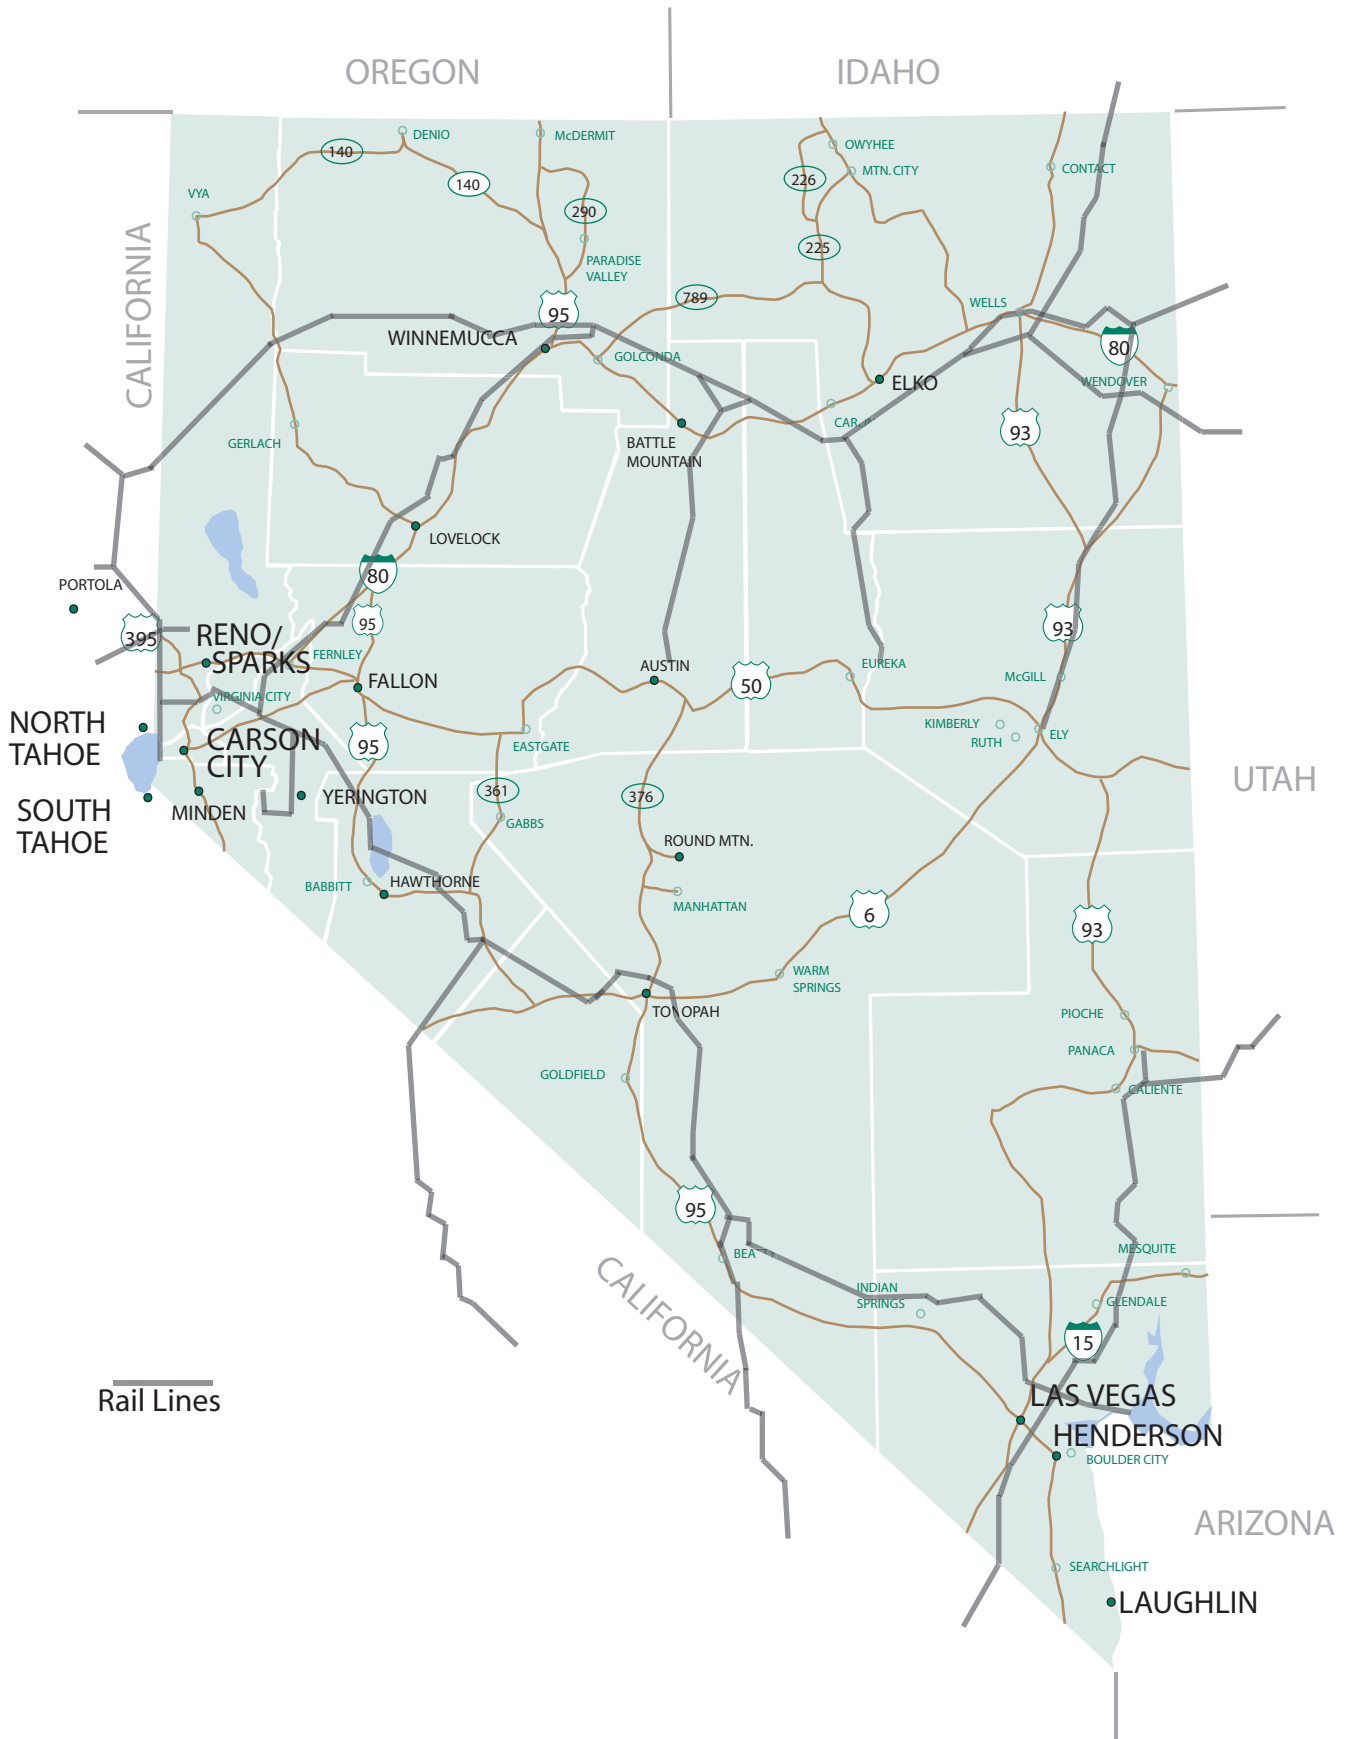 OREGON
IDAHO
DENIO
McDERMIT
140
OWYHEE
226
MTN. CITY
CONTACT
140
VYA
290
225
CALIFORNIA
PARADISE
VALLEY
789
WELLS
95
WINNEMUCCA
80
GOLCONDA
ELKO
WENDOVER
CAR
93
GERLACH
BATTLE
MOUNTAIN
LOVELOCK
80
PORTOLA
95
93
395
RENO/
SPARKS
FERNLEY
AUSTIN
EUREKA
McGILL
FALLON
50
VIRGINIA CITY
NORTH
TAHOE
KIMBERLY
RUTH
ELY
CARSON
CITY
95
EASTGATE
UTAH
361
376
YERINGTON
SOUTH
TAHOE
MINDEN
GABBS
ROUND MTN.
BABBITT
HAWTHORNE
MANHATTAN
6
93
WARM
SPRINGS
TONOPAH
PIOCHE
PANACA
GOLDFIELD
CALIENTE
95
BEATTY
MESQUITE
CALIFORNIA
INDIAN
SPRINGS
GLENDALE
15
Rail Lines
LAS VEGAS
HENDERSON
BOULDER CITY
ARIZONA
SEARCHLIGHT
LAUGHLIN